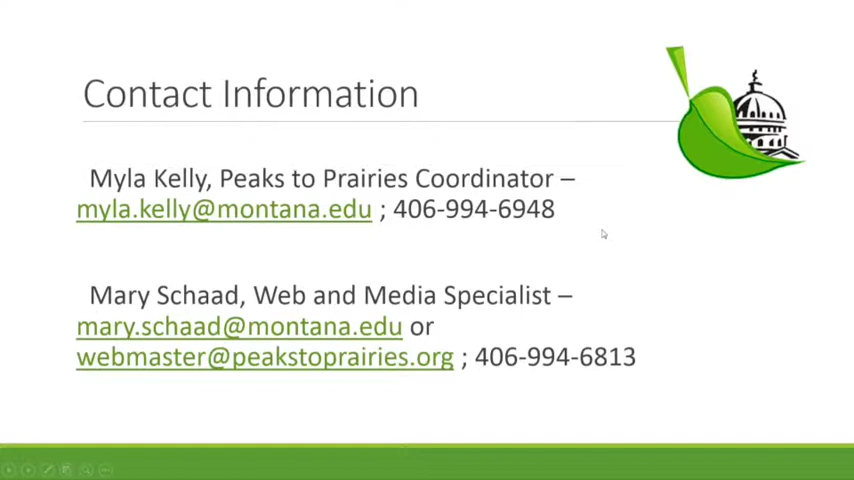 Contact Information
Myla Kelly, Peaks to Prairies Coordinator –
myla.kelly@montana.edu ; 406-994-6948
Mary Schaad, Web and Media Specialist –
mary.schaad@montana.edu or
webmaster@peakstoprairies.org ; 406-994-6813